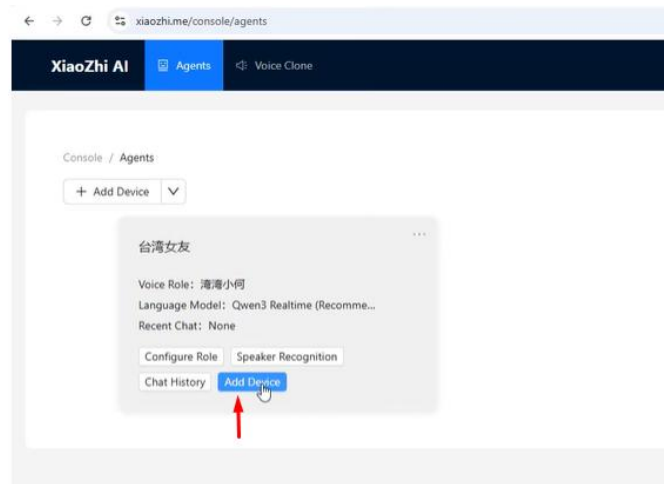 xiaozhi.me/console/agents
XiaoZhi AI Agents Voice Clone
Console / Agents
+ Add Device
台湾女友
Voice Role: 湾湾小何
Language Model: Qwen3 Realtime (Recomme...
Recent Chat: None
Configure Role Speaker Recognition
Chat History Add Device